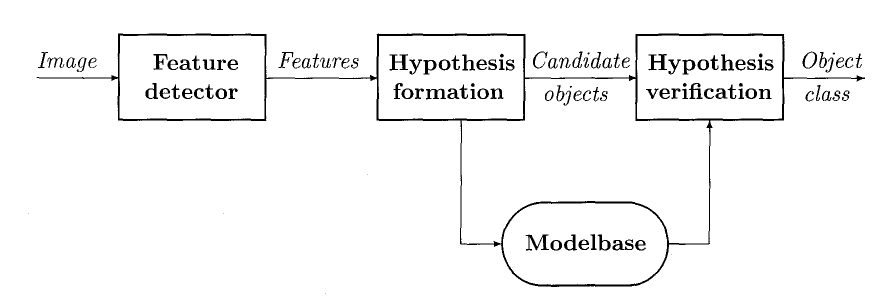 Image
Feature
detector
Features
Hypothesis
formation
Candidate
objects
Hypothesis
verification
Object
class
Modelbase